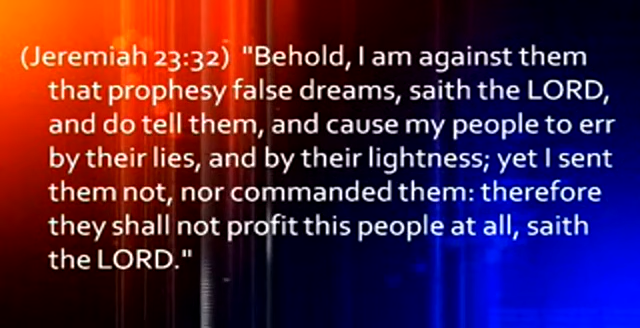 (Jeremiah 23:32) "Behold, I am against them
that prophesy false dreams, saith the LORD,
and do tell them, and cause my people to err
by their lies, and by their lightness; yet I sent
them not, nor commanded them: therefore
they shall not profit this people at all, saith
the LORD."